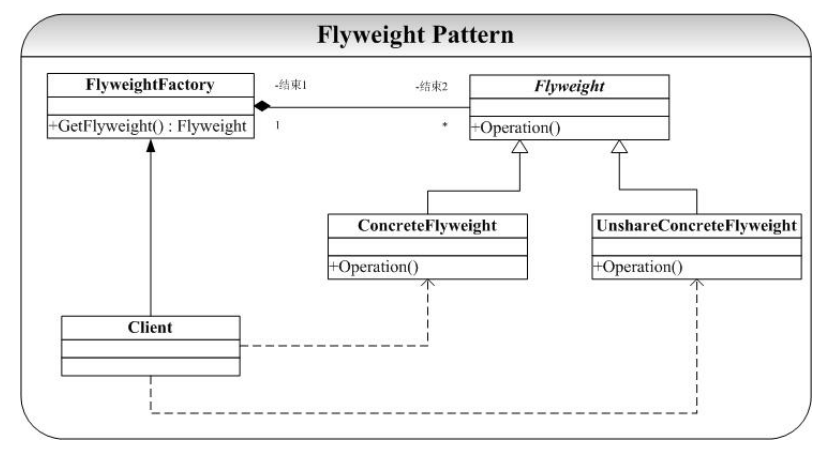 Flyweight Pattern
FlyweightFactory
+GetFlyweight() : Flyweight
-结束1
-结束2
1
*
Flyweight
+Operation()
ConcreteFlyweight
+Operation()
UnshareConcreteFlyweight
+Operation()
Client